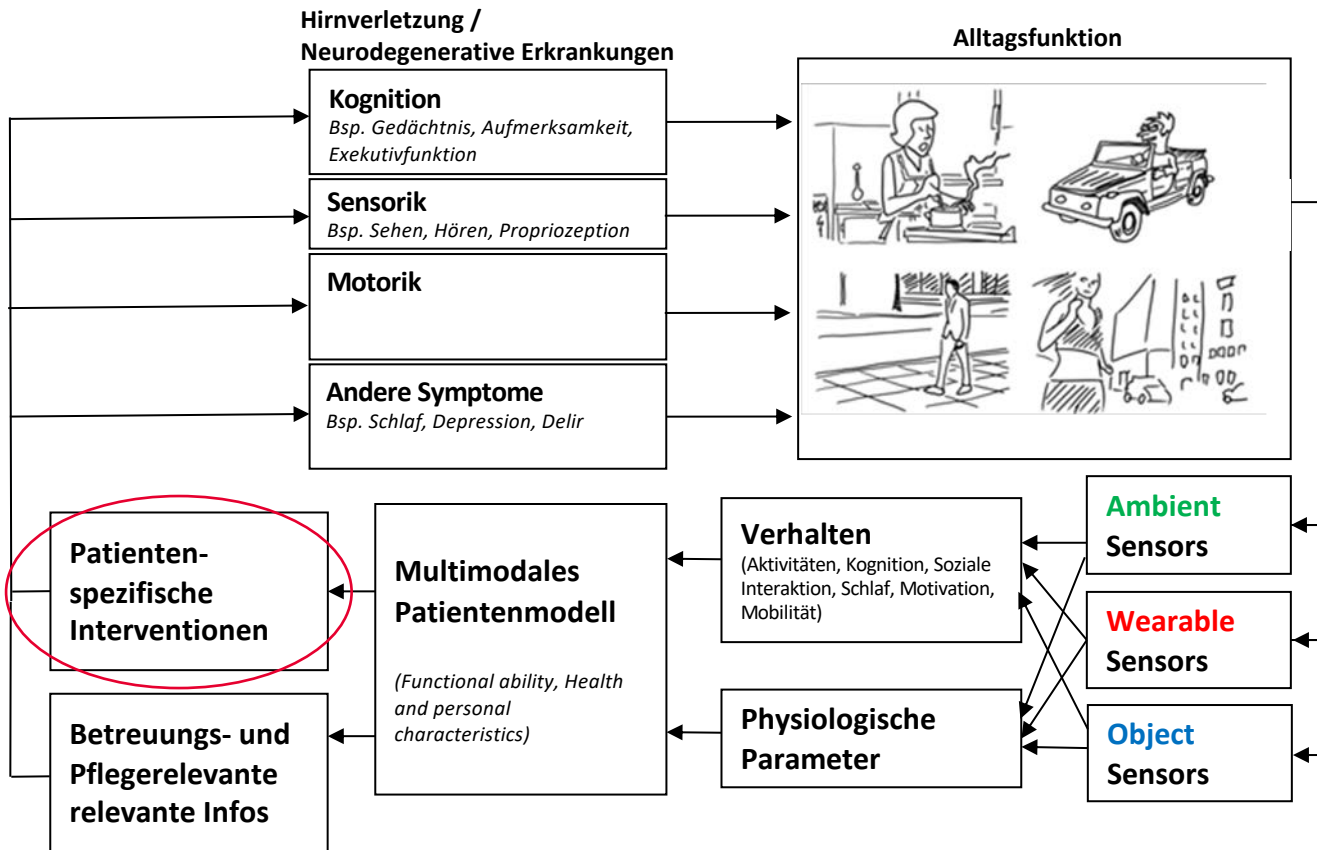 Hirnverletzung /
Neurodegenerative Erkrankungen
Alltagsfunktion
Kognition
Bsp. Gedächtnis, Aufmerksamkeit,
Exekutivfunktion
Sensorik
Bsp. Sehen, Hören, Propriozeption
Motorik
Andere Symptome
Bsp. Schlaf, Depression, Delir
Patienten-
spezifische
Interventionen
Betreuungs- und
Pflegerelevante
relevante Infos
Multimodales
Patientenmodell
(Functional ability, Health
and personal
characteristics)
Verhalten
(Aktivitäten, Kognition, Soziale
Interaktion, Schlaf, Motivation,
Mobilität)
Physiologische
Parameter
Ambient
Sensors
Wearable
Sensors
Object
Sensors